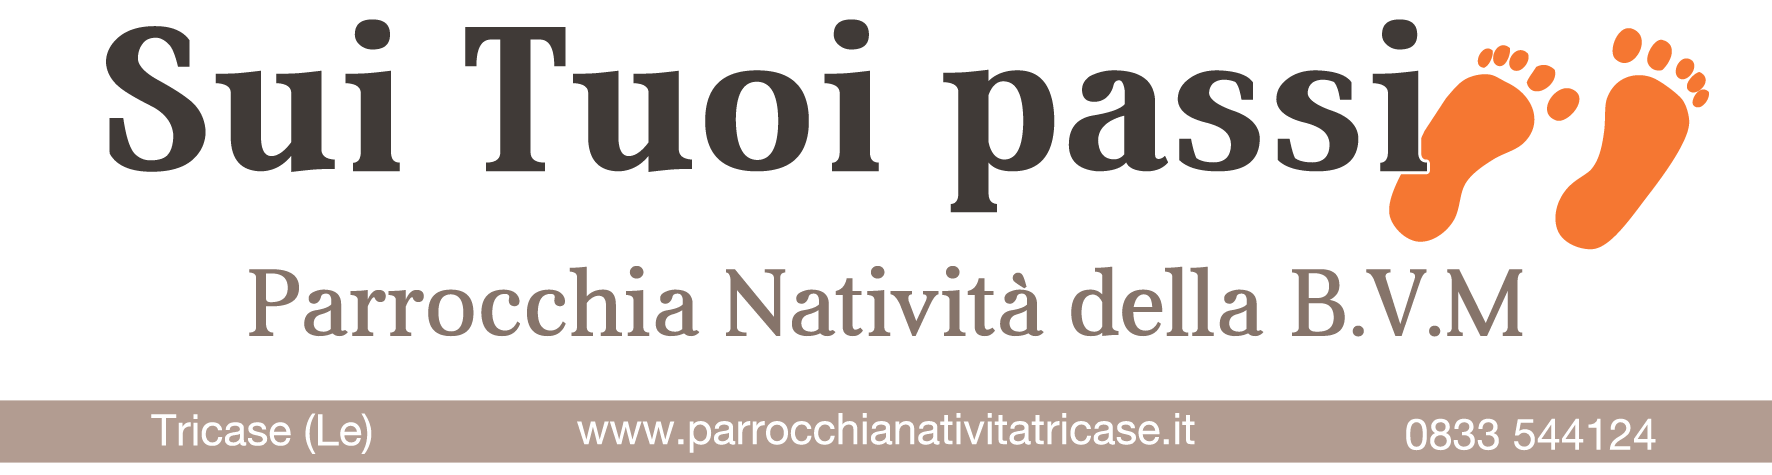 Sui Tuoi passi
Parrocchia Natività della B.V.M
Tricase (Le) www.parrocchianativitatricase.it 0833 544124